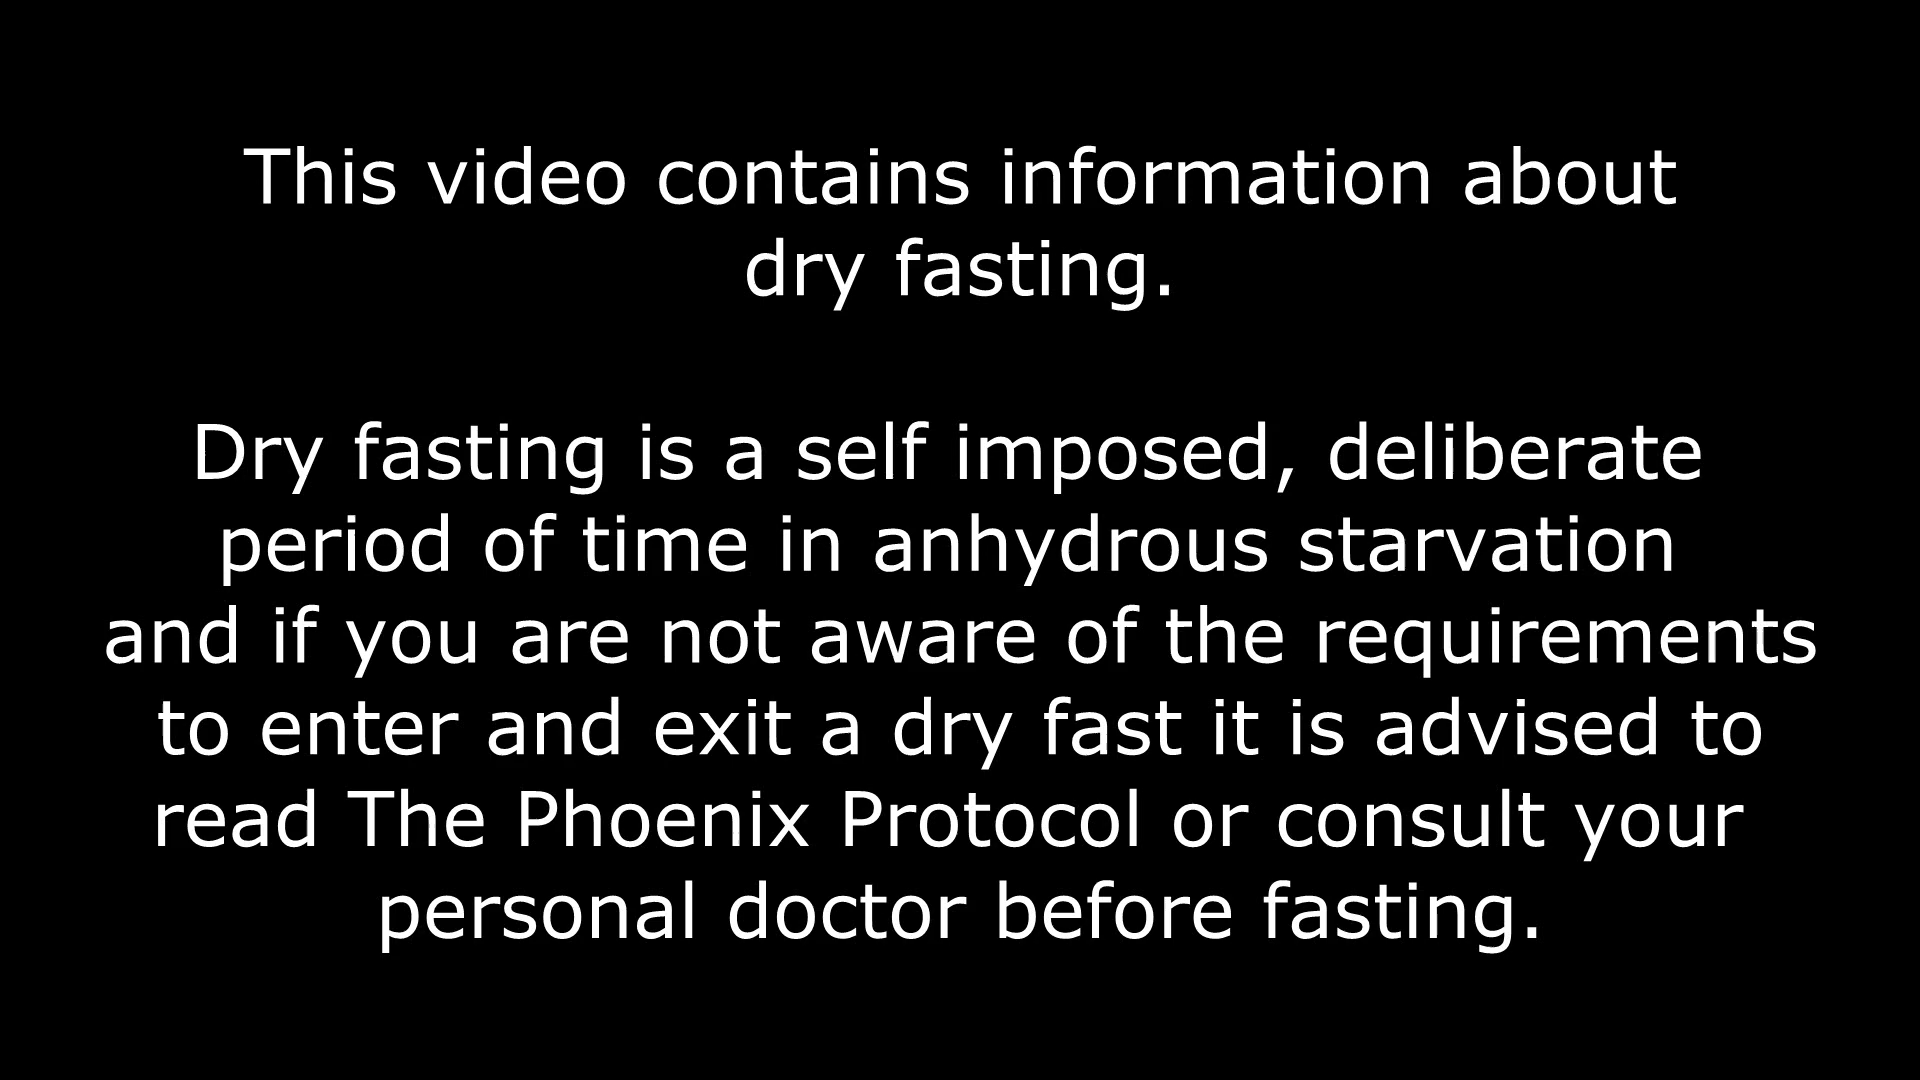 This video contains information about
dry fasting.
Dry fasting is a self imposed, deliberate
period of time in anhydrous starvation
and if you are not aware of the requirements
to enter and exit a dry fast it is advised to
read The Phoenix Protocol or consult your
personal doctor before fasting.